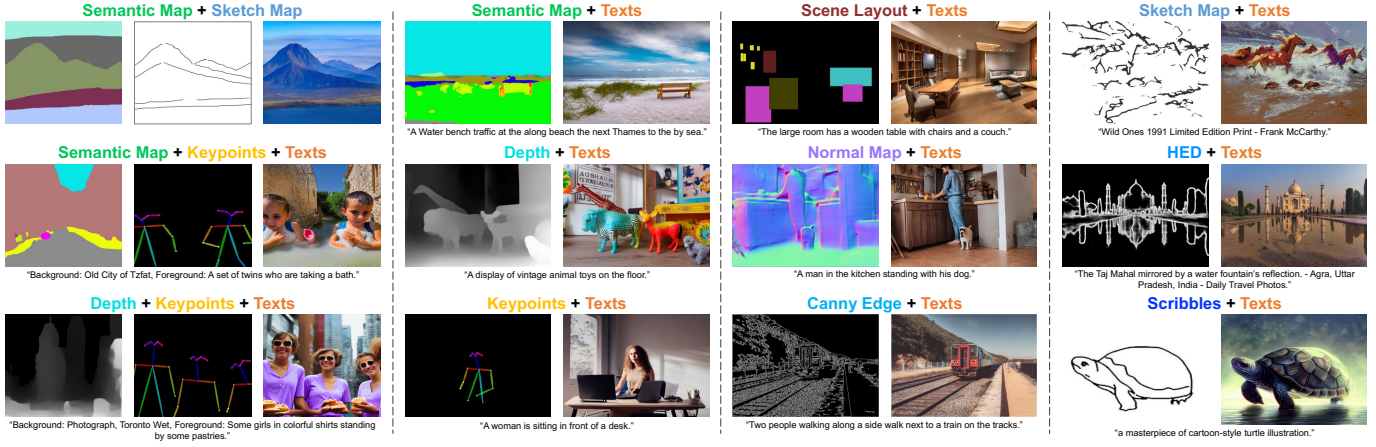 Semantic Map + Sketch Map
Semantic Map + Texts
"A Water bench traffic at the along beach the next Thames to the by sea."
Scene Layout + Texts
"The large room has a wooden table with chairs and a couch."
Sketch Map + Texts
"Wild Ones 1991 Limited Edition Print - Frank McCarthy."
Semantic Map + Keypoints + Texts
"Background: Old City of Tzfat, Foreground: A set of twins who are taking a bath."
Depth + Texts
"A display of vintage animal toys on the floor."
Normal Map + Texts
"A man in the kitchen standing with his dog."
HED + Texts
"The Taj Mahal mirrored by a water fountain's reflection. - Agra, Uttar
Pradesh, India - Daily Travel Photos."
Depth + Keypoints + Texts
"Background: Photograph, Toronto Wet, Foreground: Some girls in colorful shirts standing
by some pastries."
Keypoints + Texts
"A woman is sitting in front of a desk."
Canny Edge + Texts
"Two people walking along a side walk next to a train on the tracks."
Scribbles + Texts
"a masterpiece of cartoon-style turtle illustration."